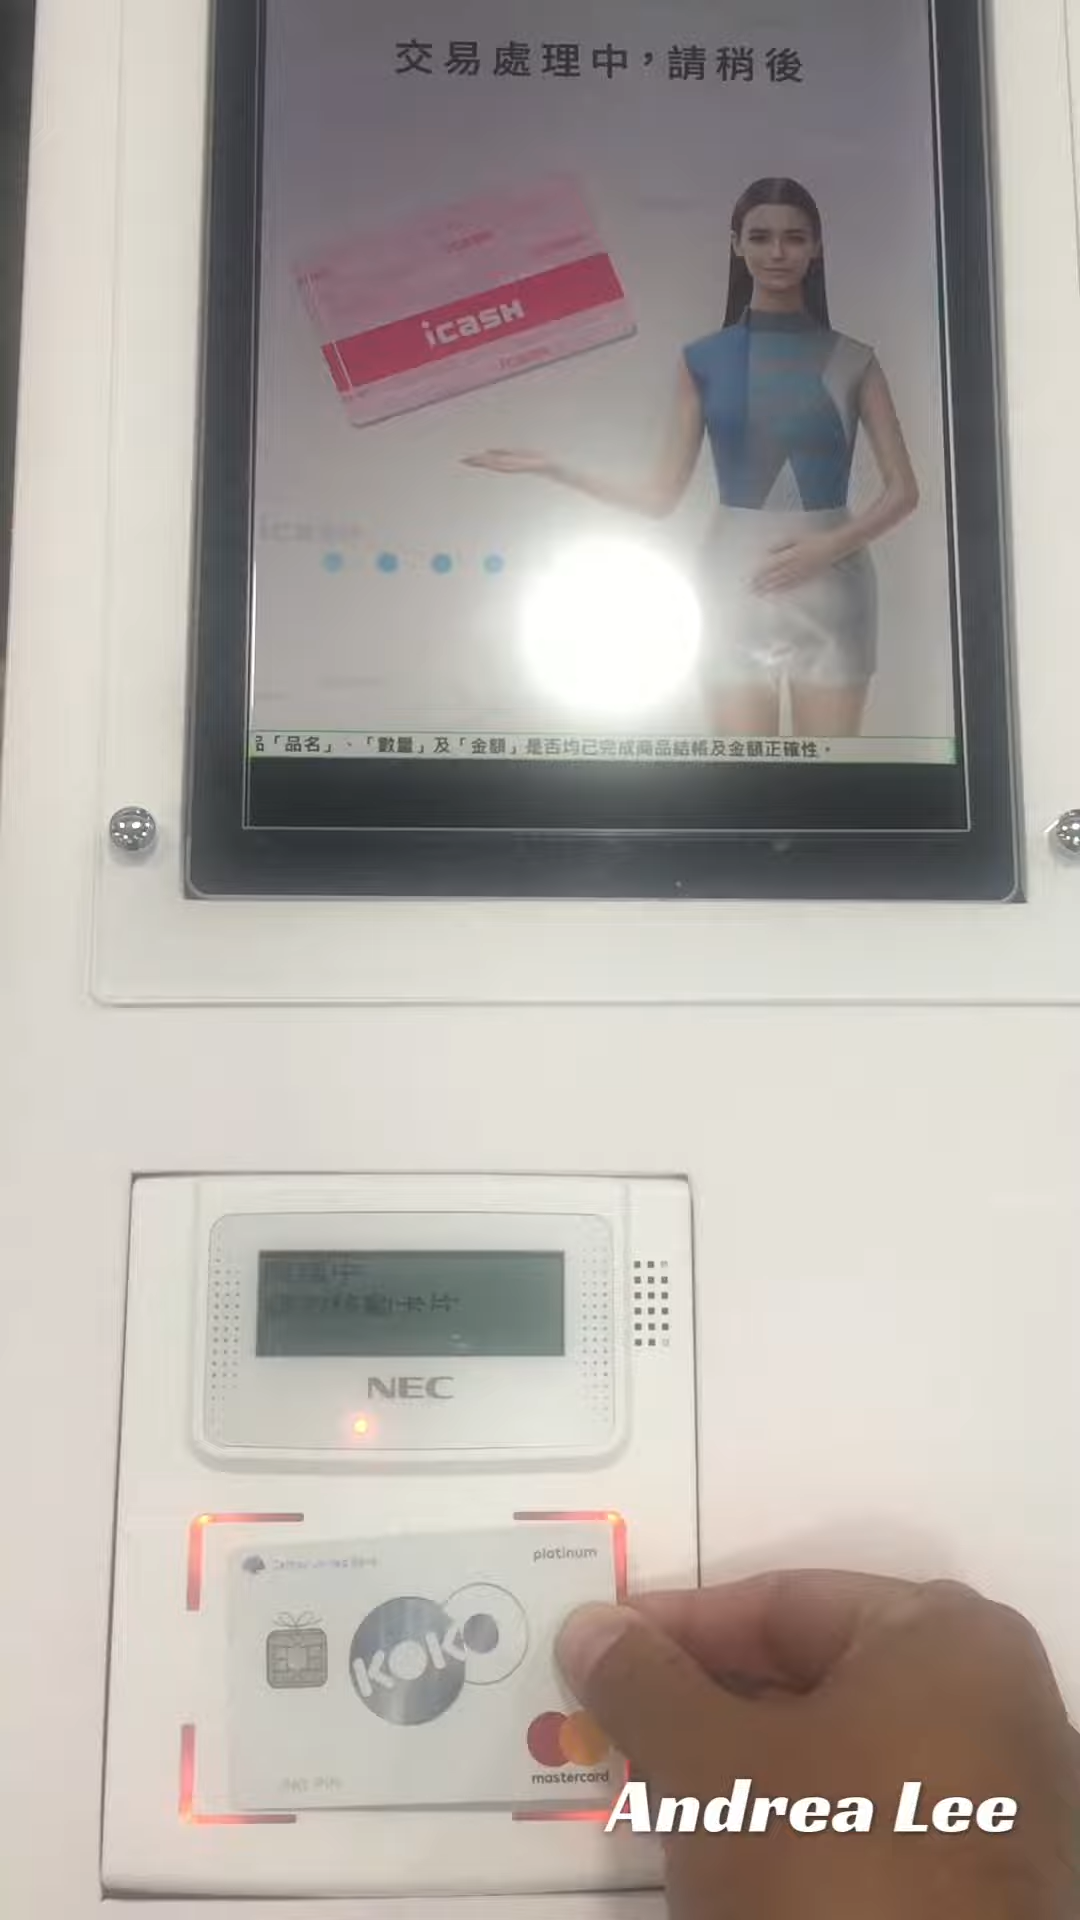 交易處理中，請稍後
icash
「品名」、「數量」及「金額」是否均已完成商品結帳及金額正確性。
NEC
platinum
KOKO
mastercard
Andrea Lee